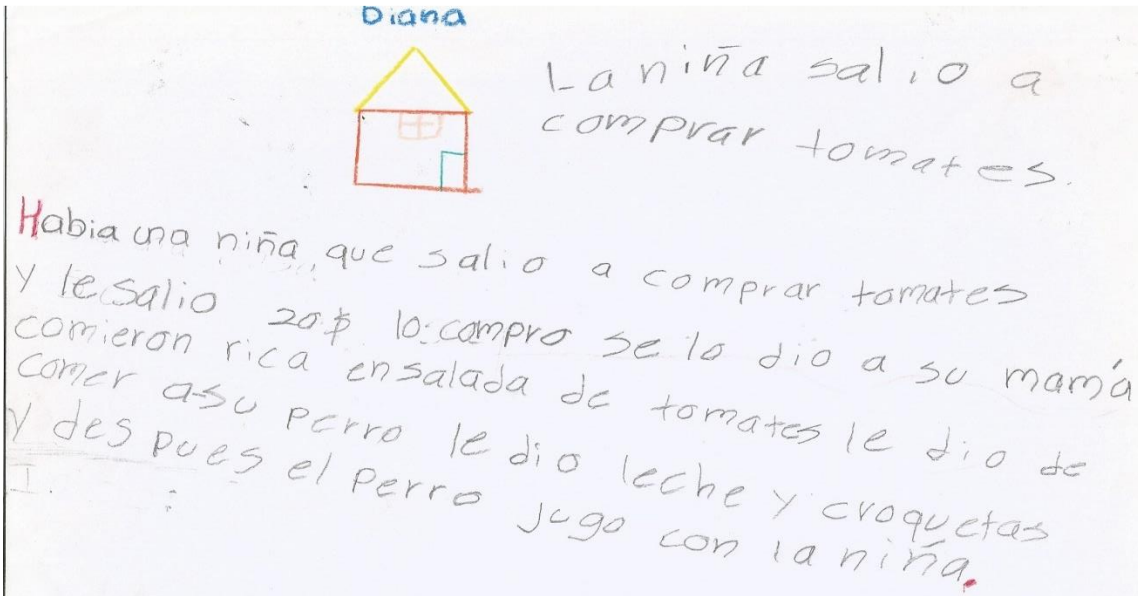 Diana
La niña salio a
comprar tomates.
Habia una niña, que salio a comprar tomates
y le salio 20$ lo compro se lo dio a su mamá
comieron rica ensalada de tomates le dio de
comer asu perro le dio leche y croquetas
y des pues el perro jugo con la niña.